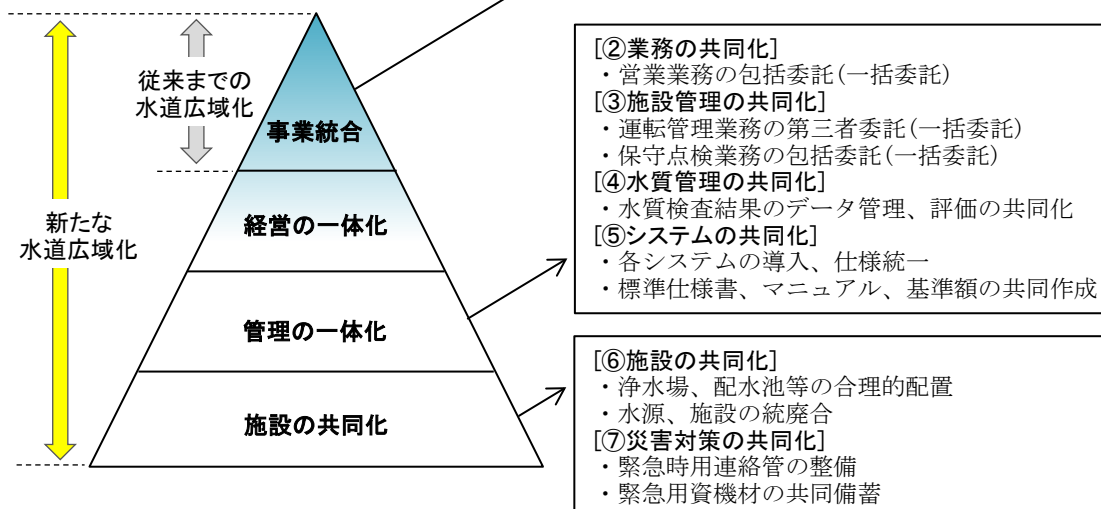 従来までの
水道広域化
新たな
水道広域化
事業統合
経営の一体化
管理の一体化
施設の共同化
[②業務の共同化]
・営業業務の包括委託(一括委託)
[③施設管理の共同化]
・運転管理業務の第三者委託(一括委託)
・保守点検業務の包括委託(一括委託)
[④水質管理の共同化]
・水質検査結果のデータ管理、評価の共同化
[⑤システムの共同化]
・各システムの導入、仕様統一
・標準仕様書、マニュアル、基準額の共同作成
[⑥施設の共同化]
・浄水場、配水池等の合理的配置
・水源、施設の統廃合
[⑦災害対策の共同化]
・緊急時用連絡管の整備
・緊急用資機材の共同備蓄